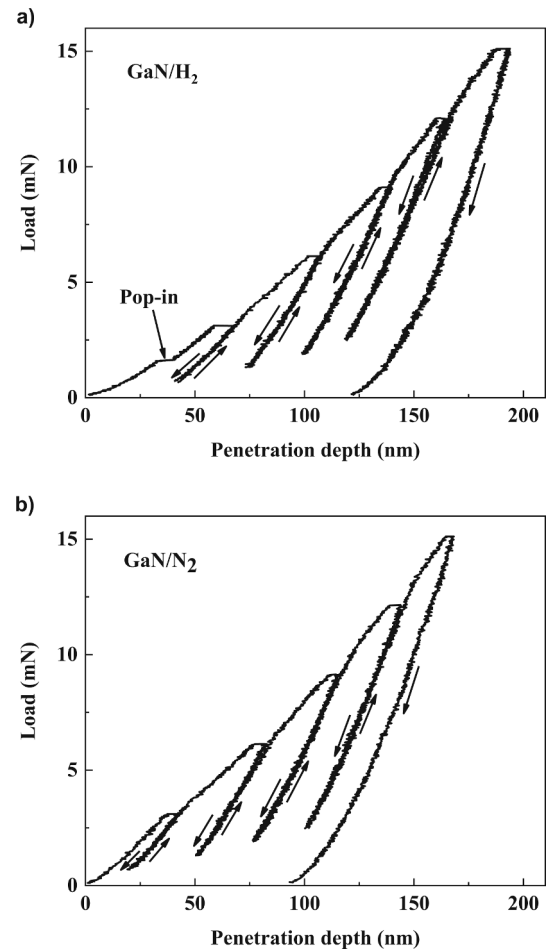 a)
GaN/H₂
Pop-in
Load (mN)
15
10
5
0
0 50 100 150 200
Penetration depth (nm)
b)
GaN/N₂
Load (mN)
15
10
5
0
0 50 100 150 200
Penetration depth (nm)